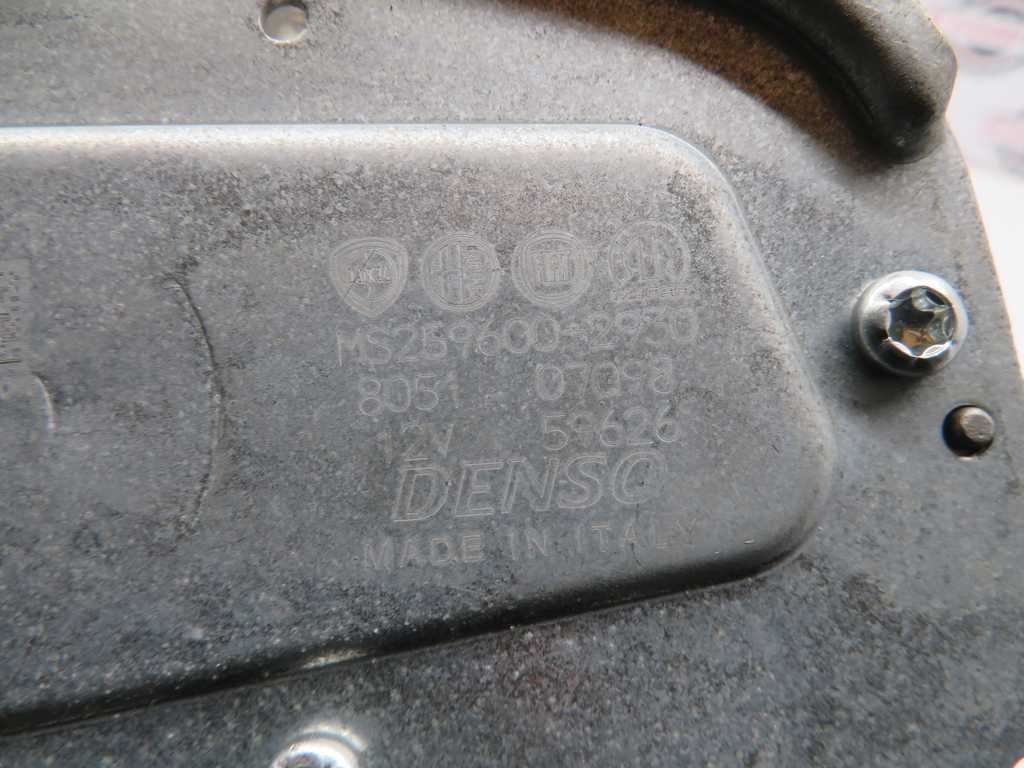 MS259600-2930
8051 07098
12V 59626
DENSO
MADE IN ITALY